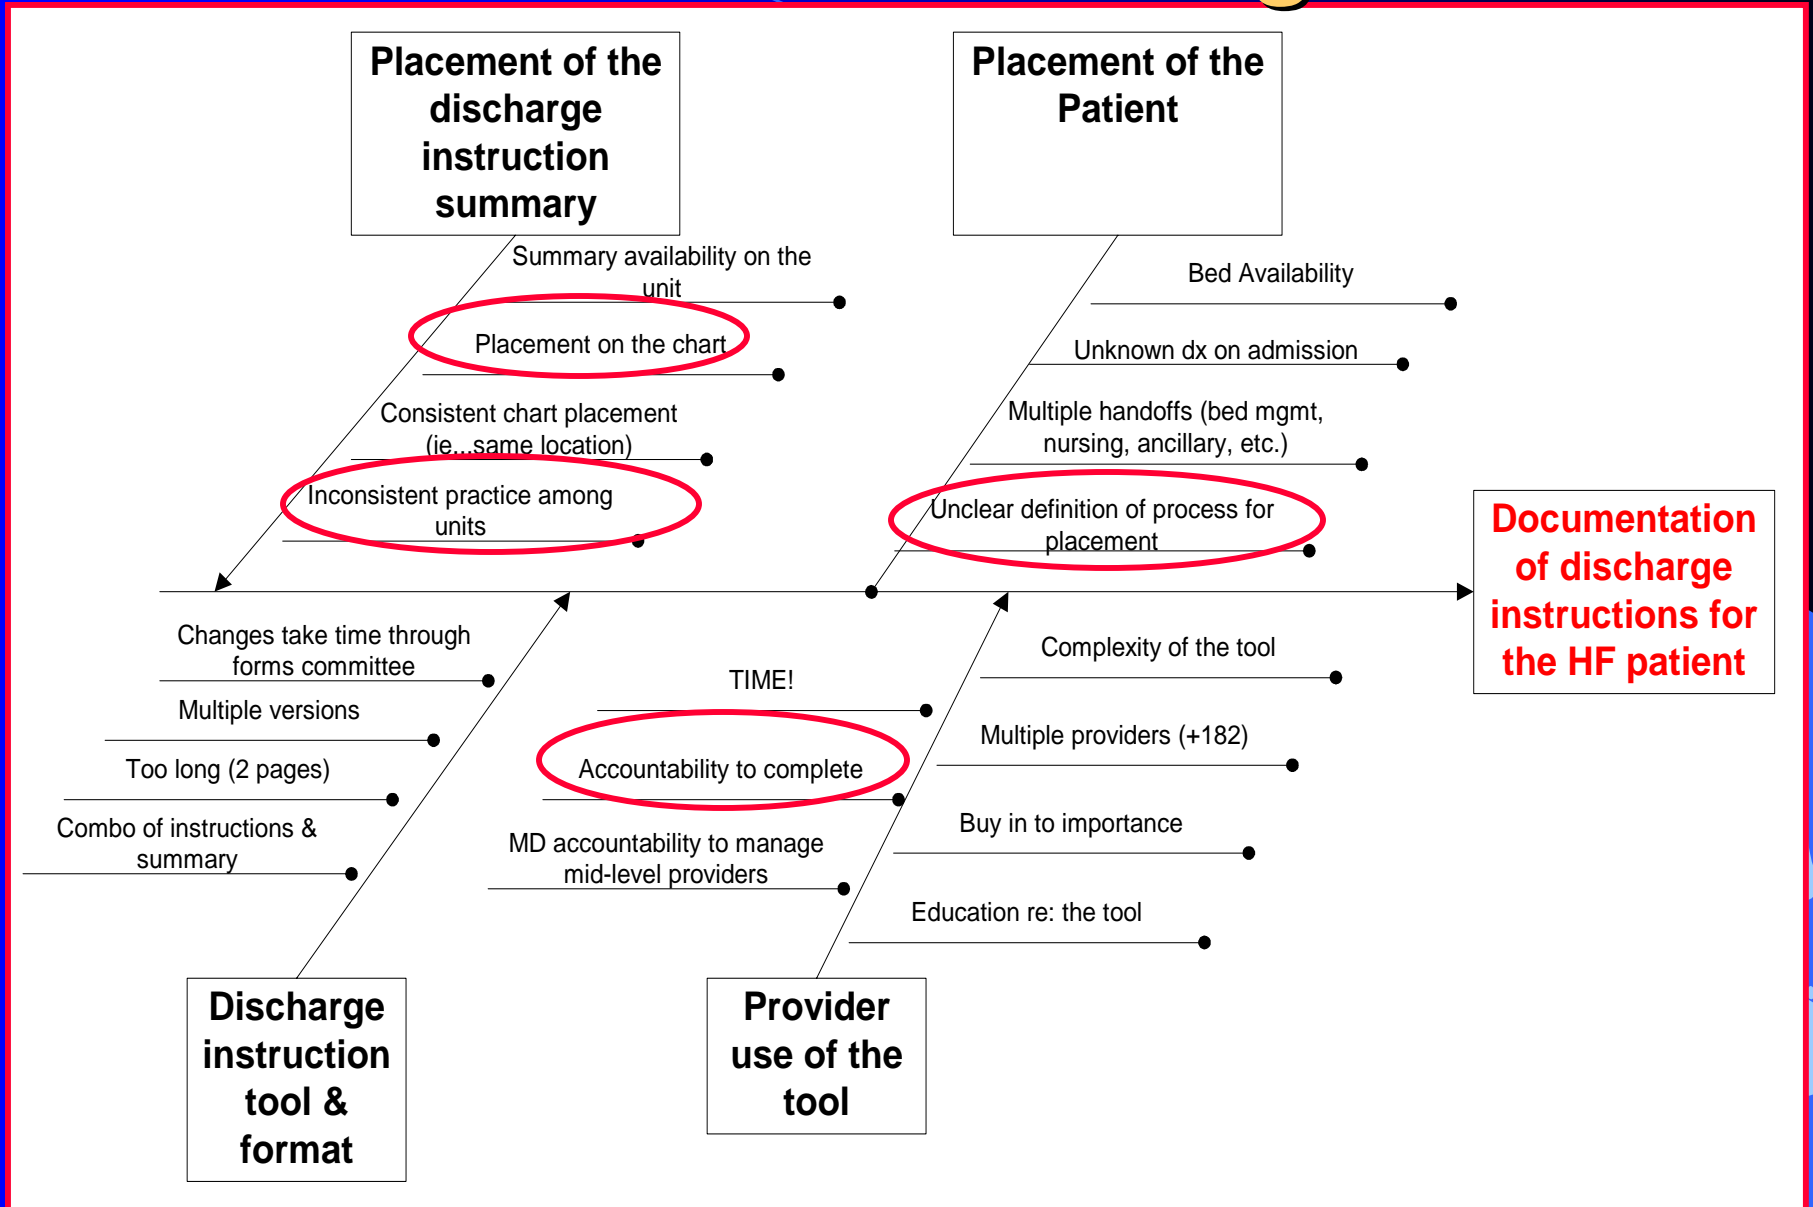 Placement of the
discharge
instruction
summary
Placement of the
Patient
Summary availability on the
unit
Placement on the chart
Consistent chart placement
(ie...same location)
Inconsistent practice among
units
Bed Availability
Unknown dx on admission
Multiple handoffs (bed mgmt,
nursing, ancillary, etc.)
Unclear definition of process for
placement
Documentation
of discharge
instructions for
the HF patient
Changes take time through
forms committee
Multiple versions
Too long (2 pages)
Combo of instructions &
summary
TIME!
Accountability to complete
MD accountability to manage
mid-level providers
Complexity of the tool
Multiple providers (+182)
Buy in to importance
Education re: the tool
Discharge
instruction
tool &
format
Provider
use of the
tool